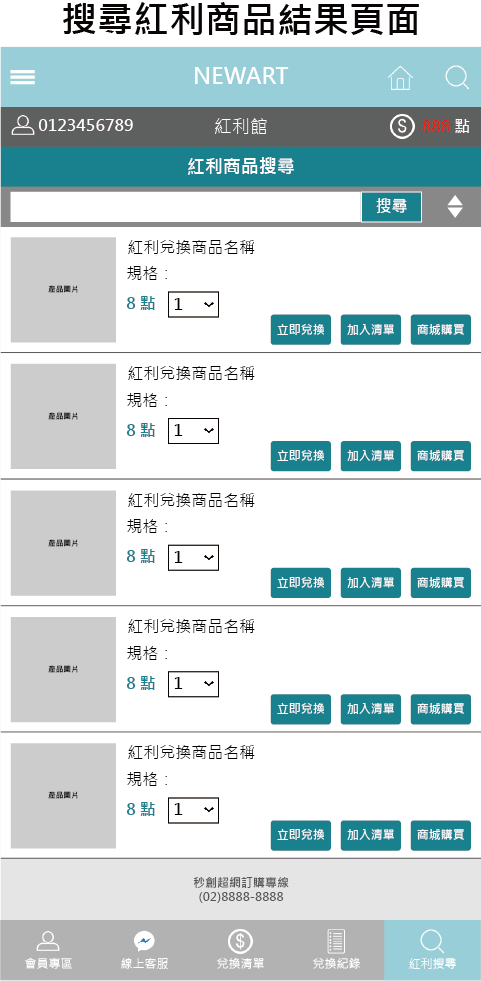 搜尋紅利商品結果頁面
NEWART
0123456789 紅利館 888 點
紅利商品搜尋
搜尋
產品圖片
紅利兌換商品名稱
規格：
8 點 1
立即兌換 加入清單 商城購買
產品圖片
紅利兌換商品名稱
規格：
8 點 1
立即兌換 加入清單 商城購買
產品圖片
紅利兌換商品名稱
規格：
8 點 1
立即兌換 加入清單 商城購買
產品圖片
紅利兌換商品名稱
規格：
8 點 1
立即兌換 加入清單 商城購買
產品圖片
紅利兌換商品名稱
規格：
8 點 1
立即兌換 加入清單 商城購買
秒創超網訂購專線
(02)8888-8888
會員專區 線上客服 兌換清單 兌換紀錄 紅利搜尋